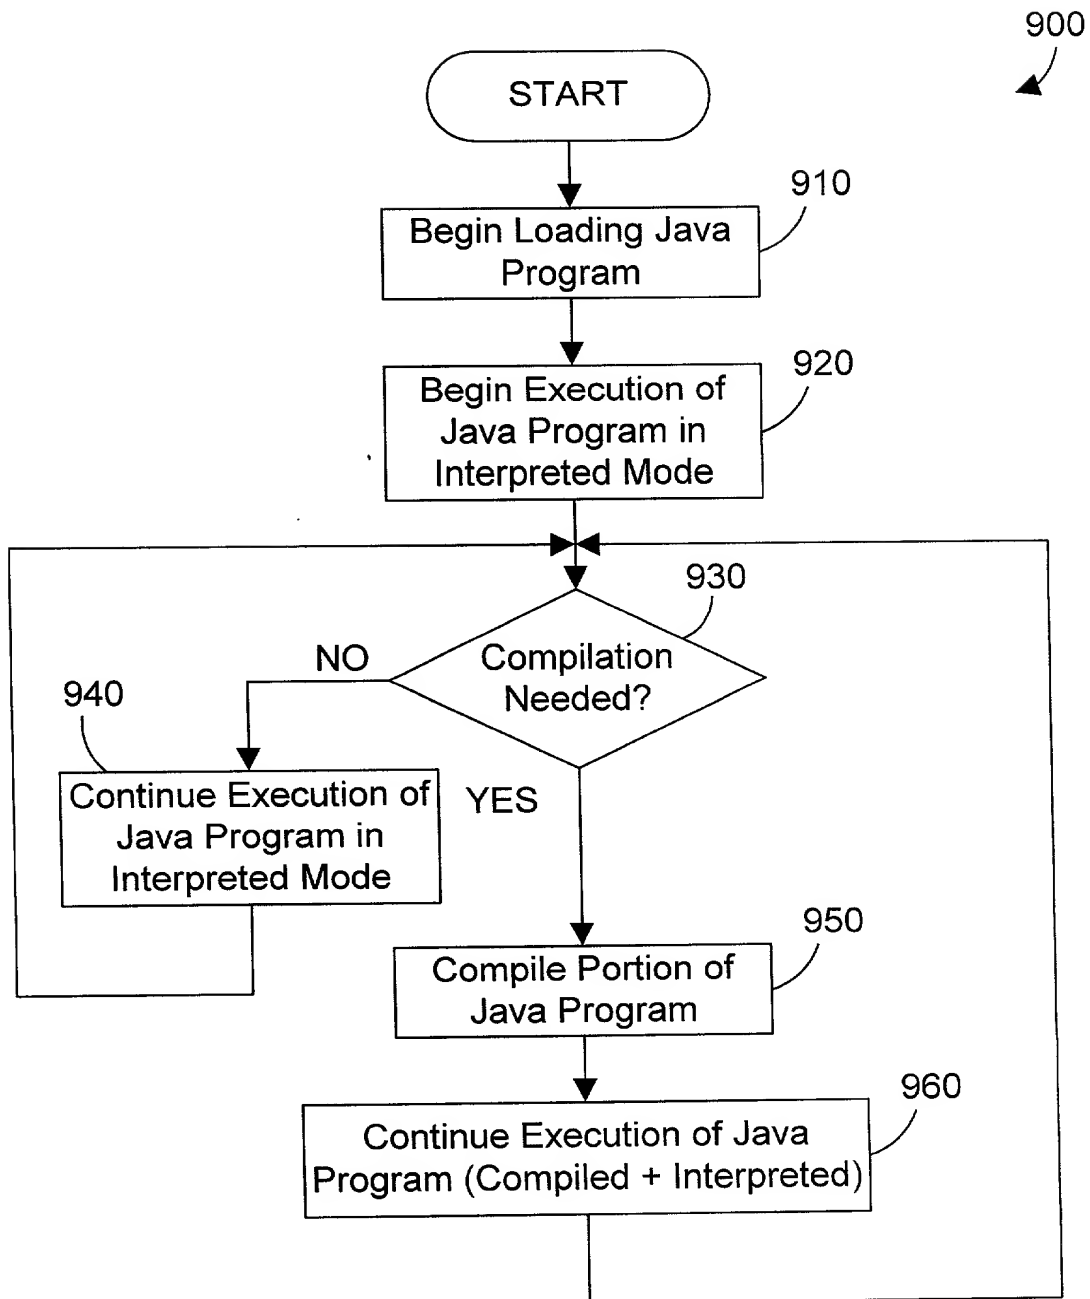 900
START
910
Begin Loading Java
Program
920
Begin Execution of
Java Program in
Interpreted Mode
930
Compilation
Needed?
NO
940
Continue Execution of
Java Program in
Interpreted Mode
YES
950
Compile Portion of
Java Program
960
Continue Execution of Java
Program (Compiled + Interpreted)